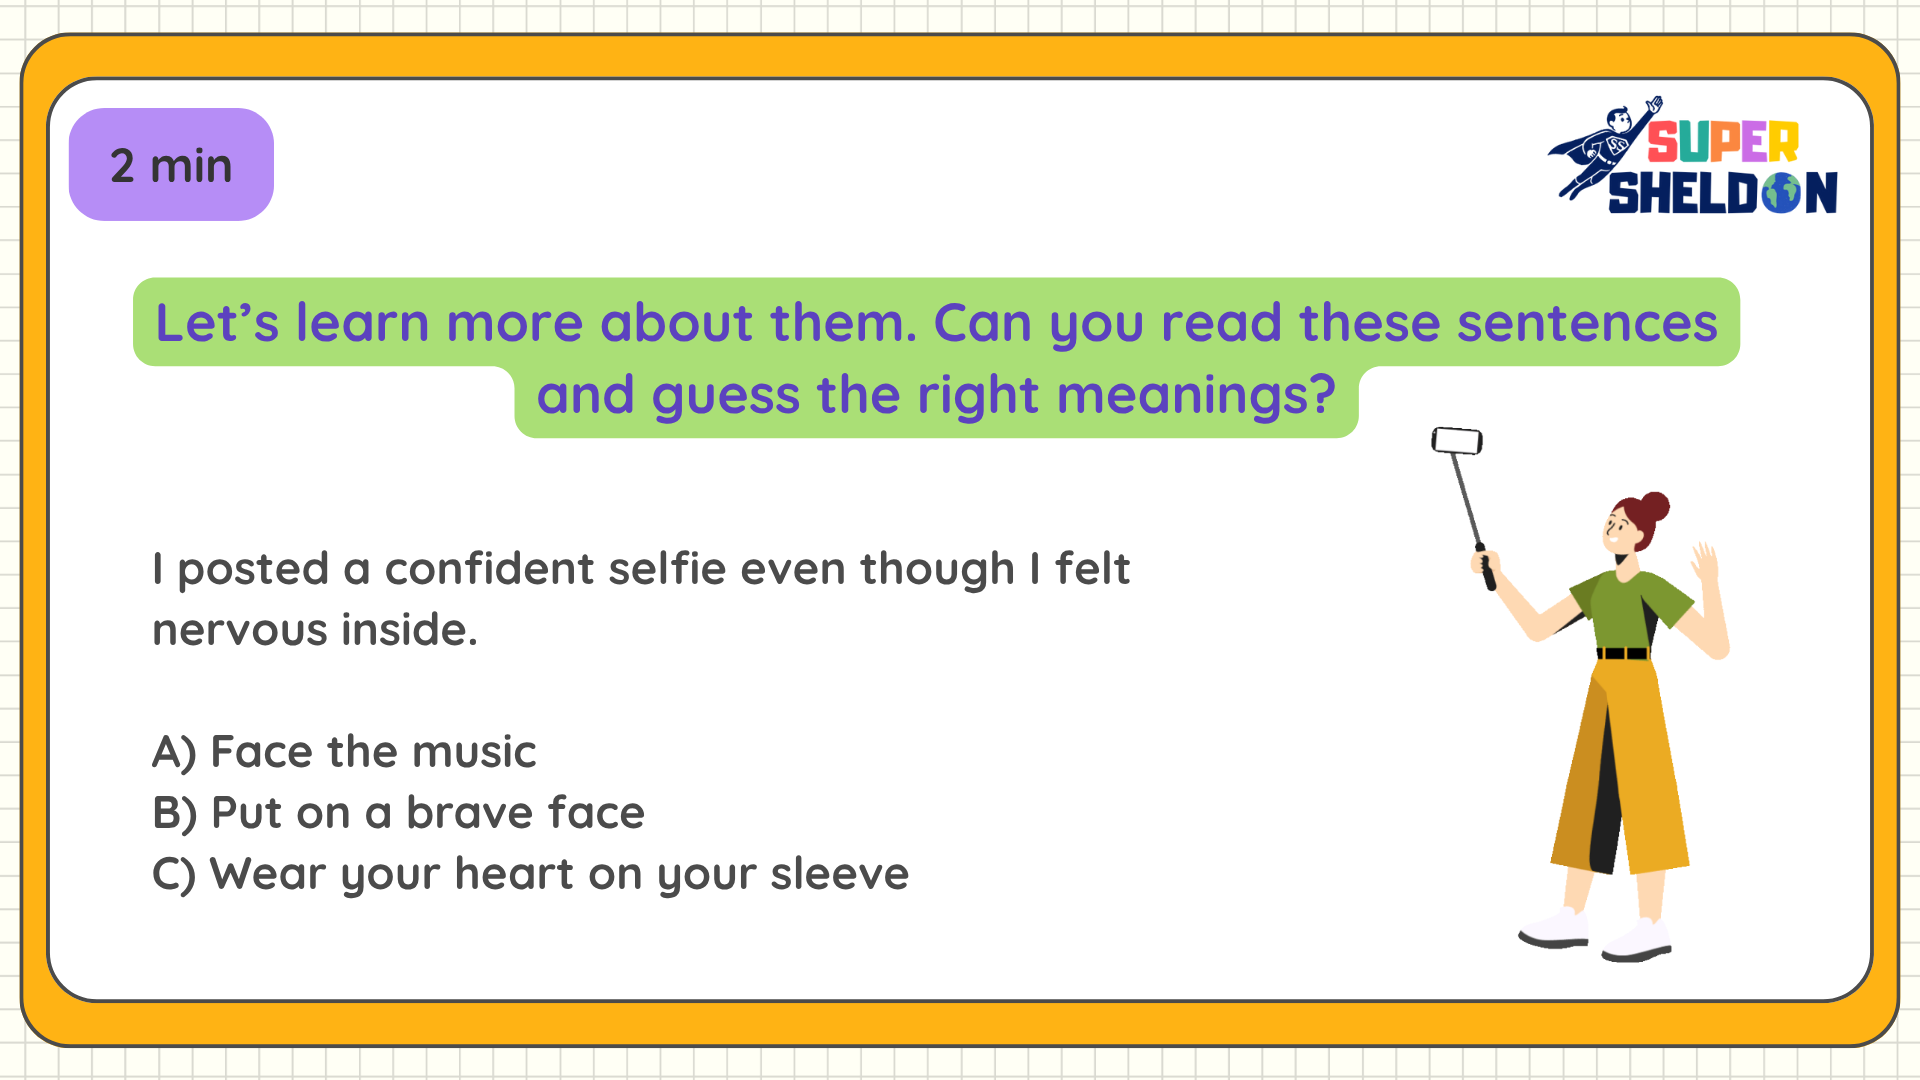 2 min
SUPER
SHELDON
Let’s learn more about them. Can you read these sentences
and guess the right meanings?
I posted a confident selfie even though I felt
nervous inside.
A) Face the music
B) Put on a brave face
C) Wear your heart on your sleeve